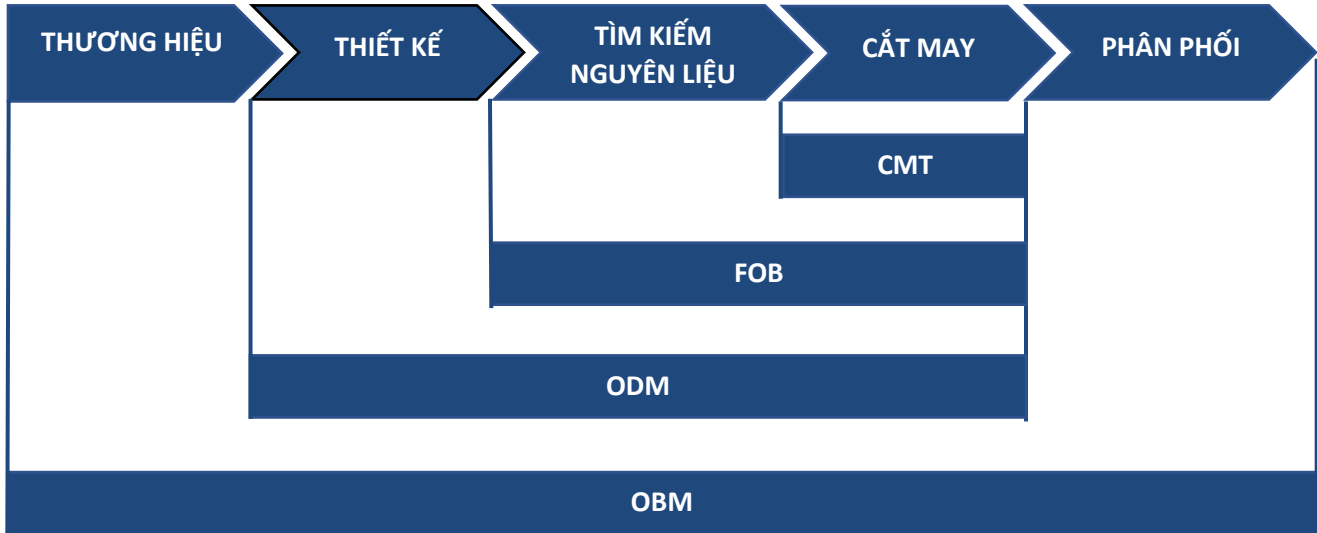 THƯƠNG HIỆU
THIẾT KẾ
TÌM KIẾM
NGUYÊN LIỆU
CẮT MAY
PHÂN PHỐI
CMT
FOB
ODM
OBM